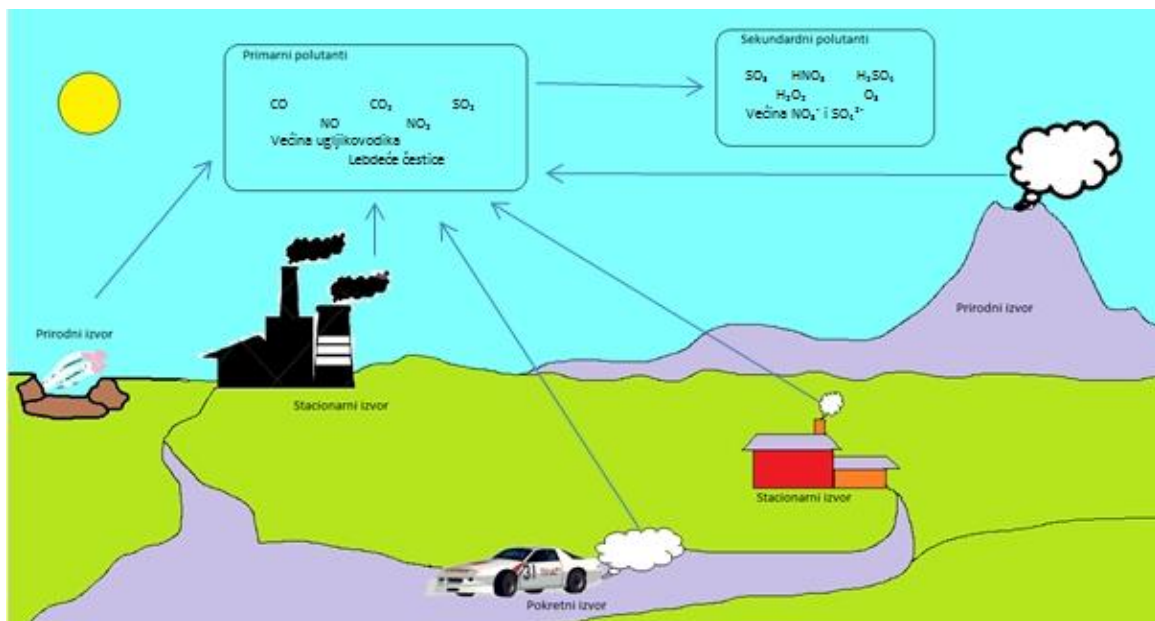 Primarni polutanti
CO CO₂ SO₂
NO NO₂
Većina ugljikovodika
Lebdeće čestice
Sekundardni polutanti
SO₃ HNO₃ H₂SO₄
H₂O₂ O₃
Većina NO₃⁻ i SO₄²⁻
Prirodni izvor
Prirodni izvor
Stacionarni izvor
Stacionarni izvor
31
Pokretni izvor